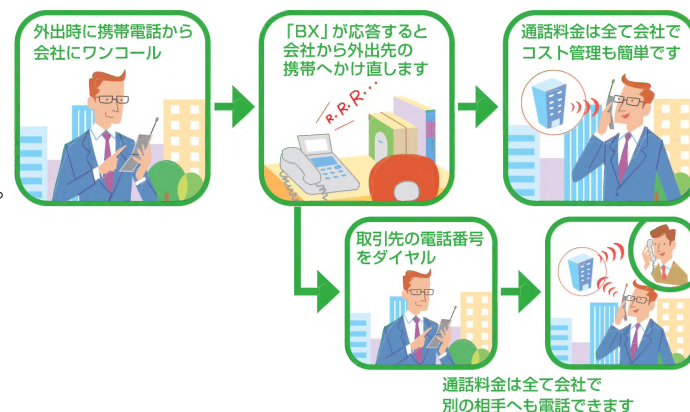 外出時に携帯電話から
会社にワンコール
「BX」が応答すると
会社から外出先の
携帯へかけ直します
R.R.R...
通話料金は全て会社で
コスト管理も簡単です
。
取引先の電話番号
をダイヤル
通話料金は全て会社で
別の相手へも電話できます